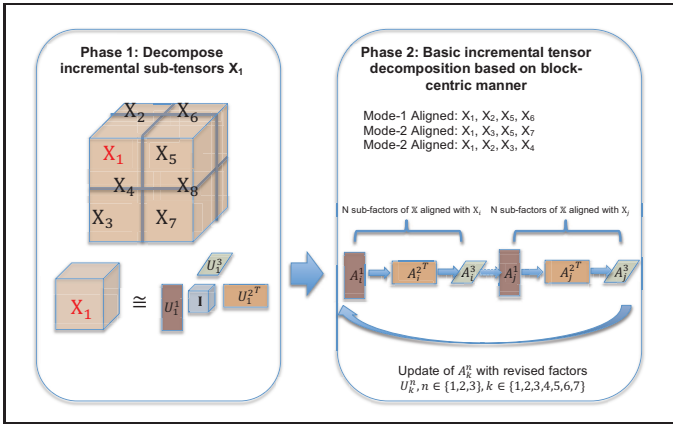 Phase 1: Decompose
incremental sub-tensors X₁
X₂ X₆
X₁ X₅
X₄ X₈
X₃ X₇
X₁ ≅ U₁¹ I U₁³ U₁²ᵀ
Phase 2: Basic incremental tensor
decomposition based on block-
centric manner
Mode-1 Aligned: X₁, X₂, X₅, X₆
Mode-2 Aligned: X₁, X₃, X₅, X₇
Mode-2 Aligned: X₁, X₂, X₃, X₄
N sub-factors of 𝕏 aligned with X𝑖 N sub-factors of 𝕏 aligned with X𝑗
A𝑖¹ A𝑖²ᵀ A𝑖³ A𝑗¹ A𝑗²ᵀ A𝑗³
Update of A𝑘ⁿ with revised factors
U𝑘ⁿ, n ∈ {1,2,3}, k ∈ {1,2,3,4,5,6,7}